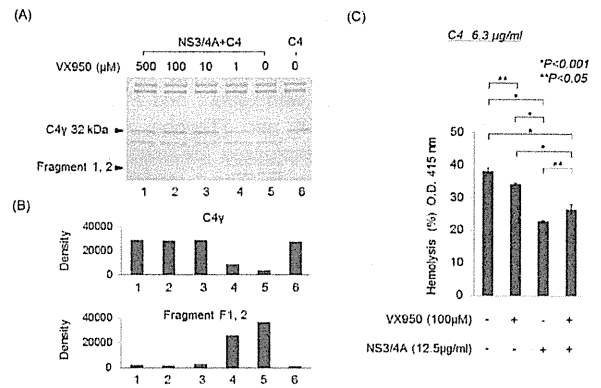 (A)
NS3/4A+C4 C4
VX950 (μM) 500 100 10 1 0 0
C4γ 32 kDa
Fragment 1, 2
1 2 3 4 5 6
(B)
C4γ
Density
40000
20000
0
1 2 3 4 5 6
Fragment F1, 2
Density
40000
20000
0
1 2 3 4 5 6
(C)
C4 6.3 μg/ml
*P<0.001
**P<0.05
**
*
*
*
*
**
Hemolysis (%) O.D. 415 nm
50
40
30
20
10
0
VX950 (100μM) - + - +
NS3/4A (12.5μg/ml) - - + +